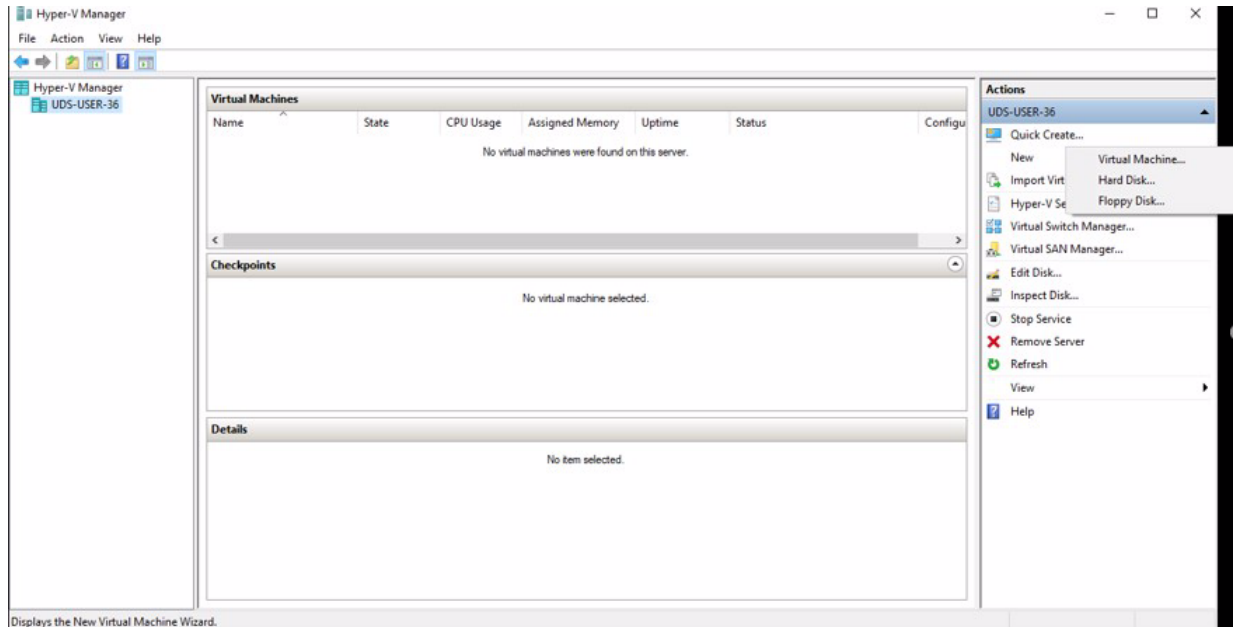 Hyper-V Manager
File Action View Help
Hyper-V Manager
UDS-USER-36
Virtual Machines
Name State CPU Usage Assigned Memory Uptime Status Configu
No virtual machines were found on this server.
Checkpoints
No virtual machine selected.
Details
No item selected.
Actions
UDS-USER-36
Quick Create...
New
Import Virt
Hyper-V Se
Virtual Switch Manager...
Virtual SAN Manager...
Edit Disk...
Inspect Disk...
Stop Service
Remove Server
Refresh
View
Help
Virtual Machine...
Hard Disk...
Floppy Disk...
Displays the New Virtual Machine Wizard.